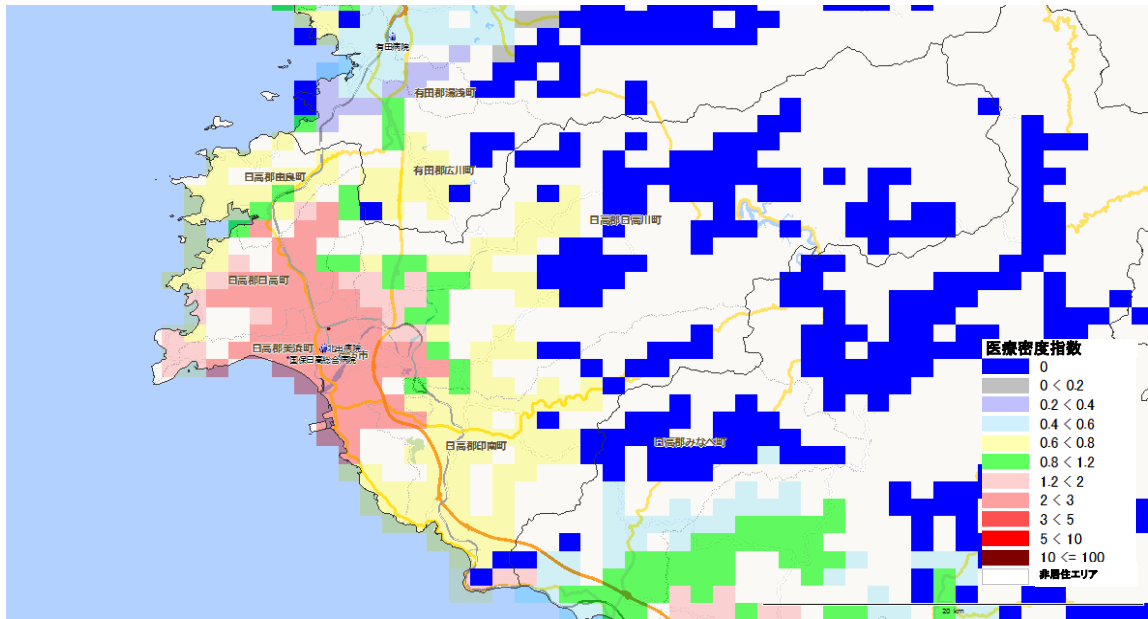 有田病院
有田郡湯浅町
有田郡広川町
日高郡由良町
日高郡日高川町
日高郡日高町
日高郡美浜町
北出病院
市
国保日高総合病院
日高郡印南町
日高郡みなべ町
医療密度指数
0
0 < 0.2
0.2 < 0.4
0.4 < 0.6
0.6 < 0.8
0.8 < 1.2
1.2 < 2
2 < 3
3 < 5
5 < 10
10 <= 100
非居住エリア
20 km